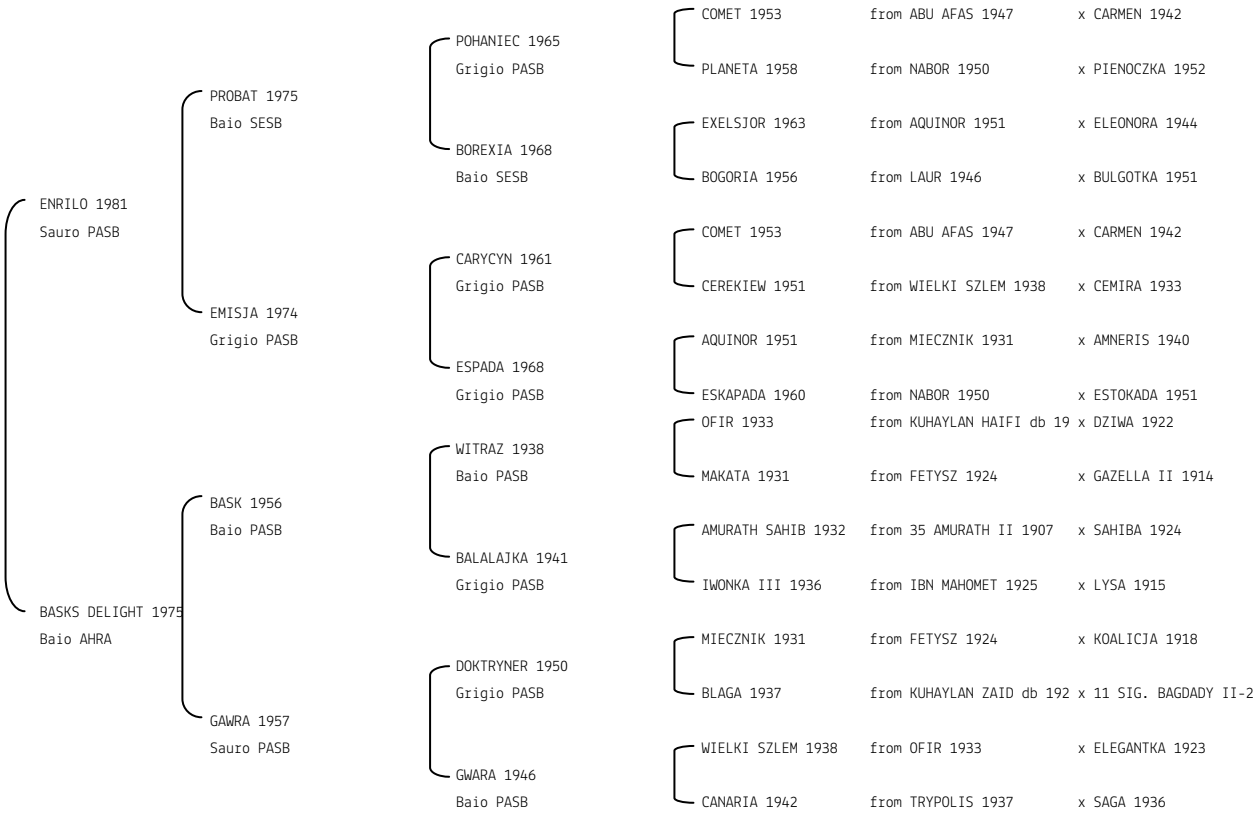 COMET 1953 from ABU AFAS 1947 x CARMEN 1942
POHANIEC 1965
Grigio PASB
PLANETA 1958 from NABOR 1950 x PIENOCZKA 1952
PROBAT 1975
Baio SESB
EXELSJOR 1963 from AQUINOR 1951 x ELEONORA 1944
BOREXIA 1968
Baio SESB
BOGORIA 1956 from LAUR 1946 x BULGOTKA 1951
ENRILO 1981
Sauro PASB
COMET 1953 from ABU AFAS 1947 x CARMEN 1942
CARYCYN 1961
Grigio PASB
CEREKIEW 1951 from WIELKI SZLEM 1938 x CEMIRA 1933
EMISJA 1974
Grigio PASB
AQUINOR 1951 from MIECZNIK 1931 x AMNERIS 1940
ESPADA 1968
Grigio PASB
ESKAPADA 1960 from NABOR 1950 x ESTOKADA 1951
OFIR 1933 from KUHAYLAN HAIFI db 19 x DZIWA 1922
WITRAZ 1938
Baio PASB
MAKATA 1931 from FETYSZ 1924 x GAZELLA II 1914
BASK 1956
Baio PASB
AMURATH SAHIB 1932 from 35 AMURATH II 1907 x SAHIBA 1924
BALALAJKA 1941
Grigio PASB
IWONKA III 1936 from IBN MAHOMET 1925 x LYSA 1915
BASKS DELIGHT 1975
Baio AHRA
MIECZNIK 1931 from FETYSZ 1924 x KOALICJA 1918
DOKTRYNER 1950
Grigio PASB
BLAGA 1937 from KUHAYLAN ZAID db 192 x 11 SIG. BAGDADY II-2
GAWRA 1957
Sauro PASB
WIELKI SZLEM 1938 from OFIR 1933 x ELEGANTKA 1923
GWARA 1946
Baio PASB
CANARIA 1942 from TRYPOLIS 1937 x SAGA 1936